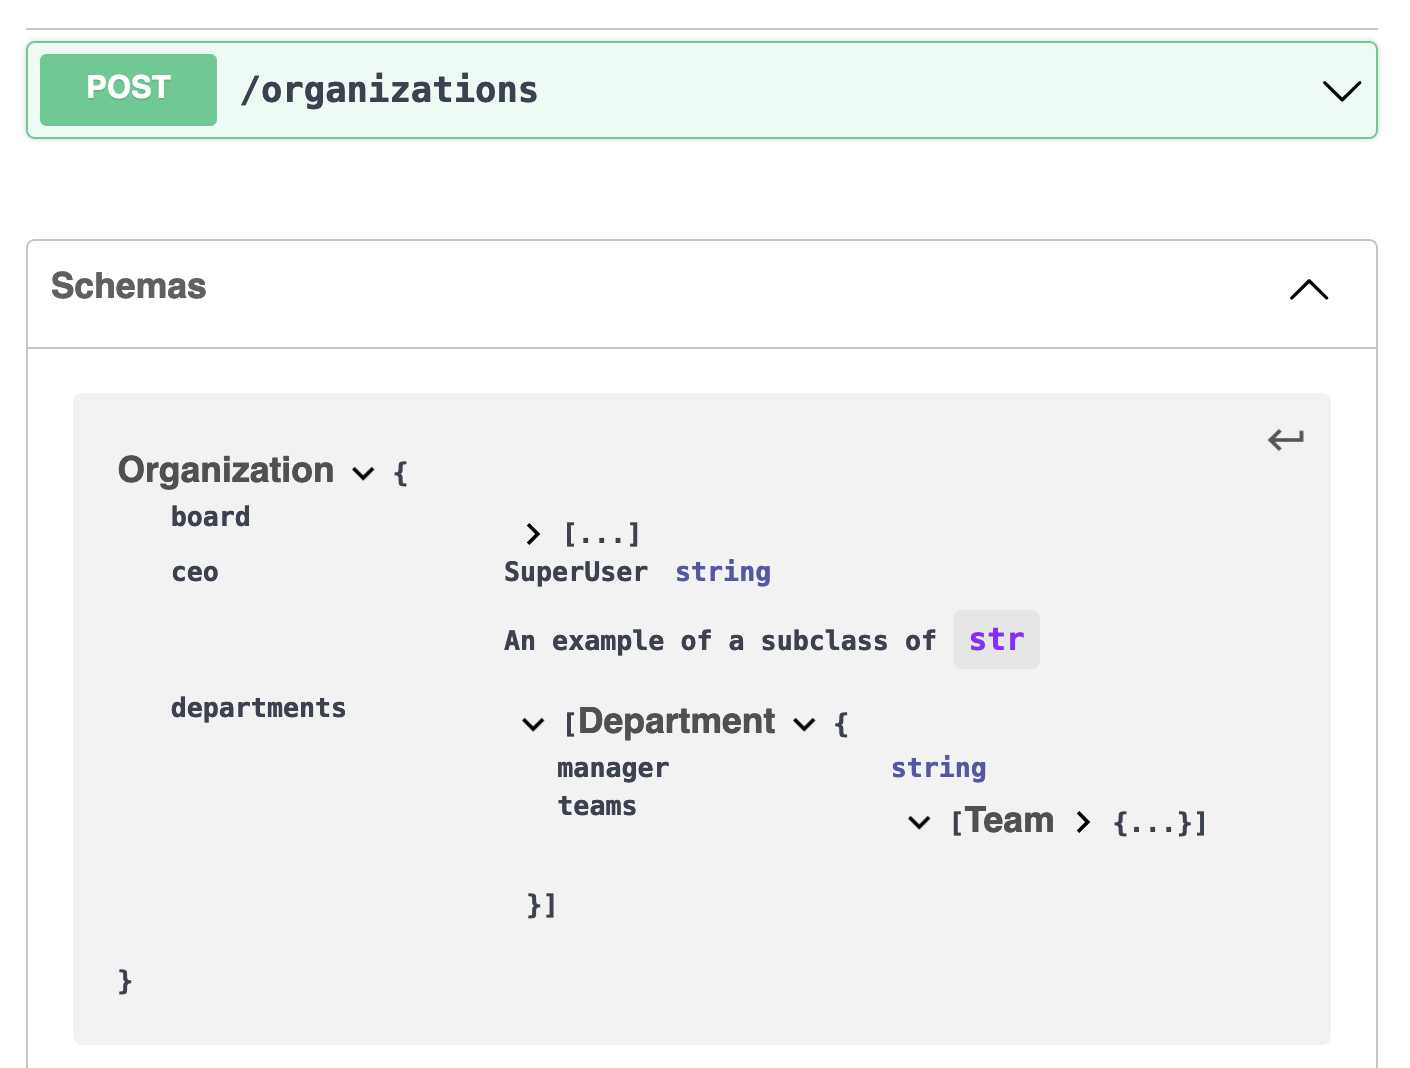 POST /organizations
Schemas
Organization {
board
[...]
ceo SuperUser string
An example of a subclass of str
departments
[Department {
manager string
teams
[Team {...}]
}]
}